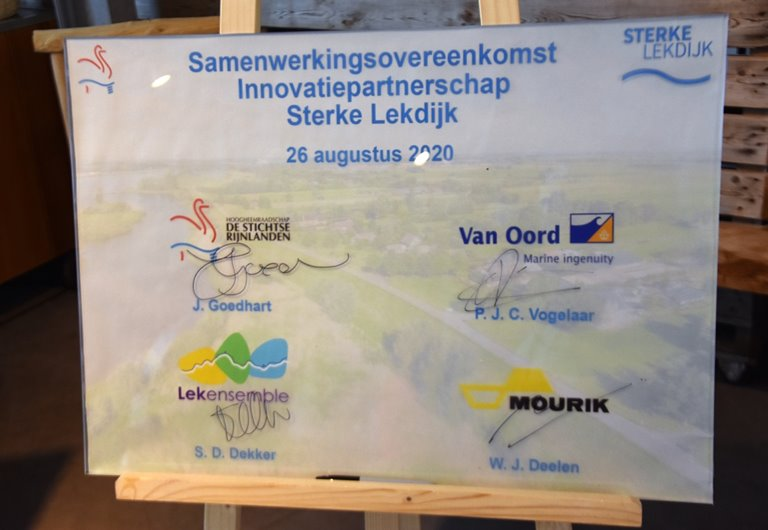 Samenwerkingsovereenkomst
Innovatiepartnerschap
Sterke Lekdijk
STERKE
LEKDIJK
26 augustus 2020
HOOGHEEMRAADSCHAP
DE STICHTSE
RIJNLANDEN
J. Goedhart
Van Oord
Marine ingenuity
P. J. C. Vogelaar
Lekensemble
S. D. Dekker
MOURIK
W. J. Deelen